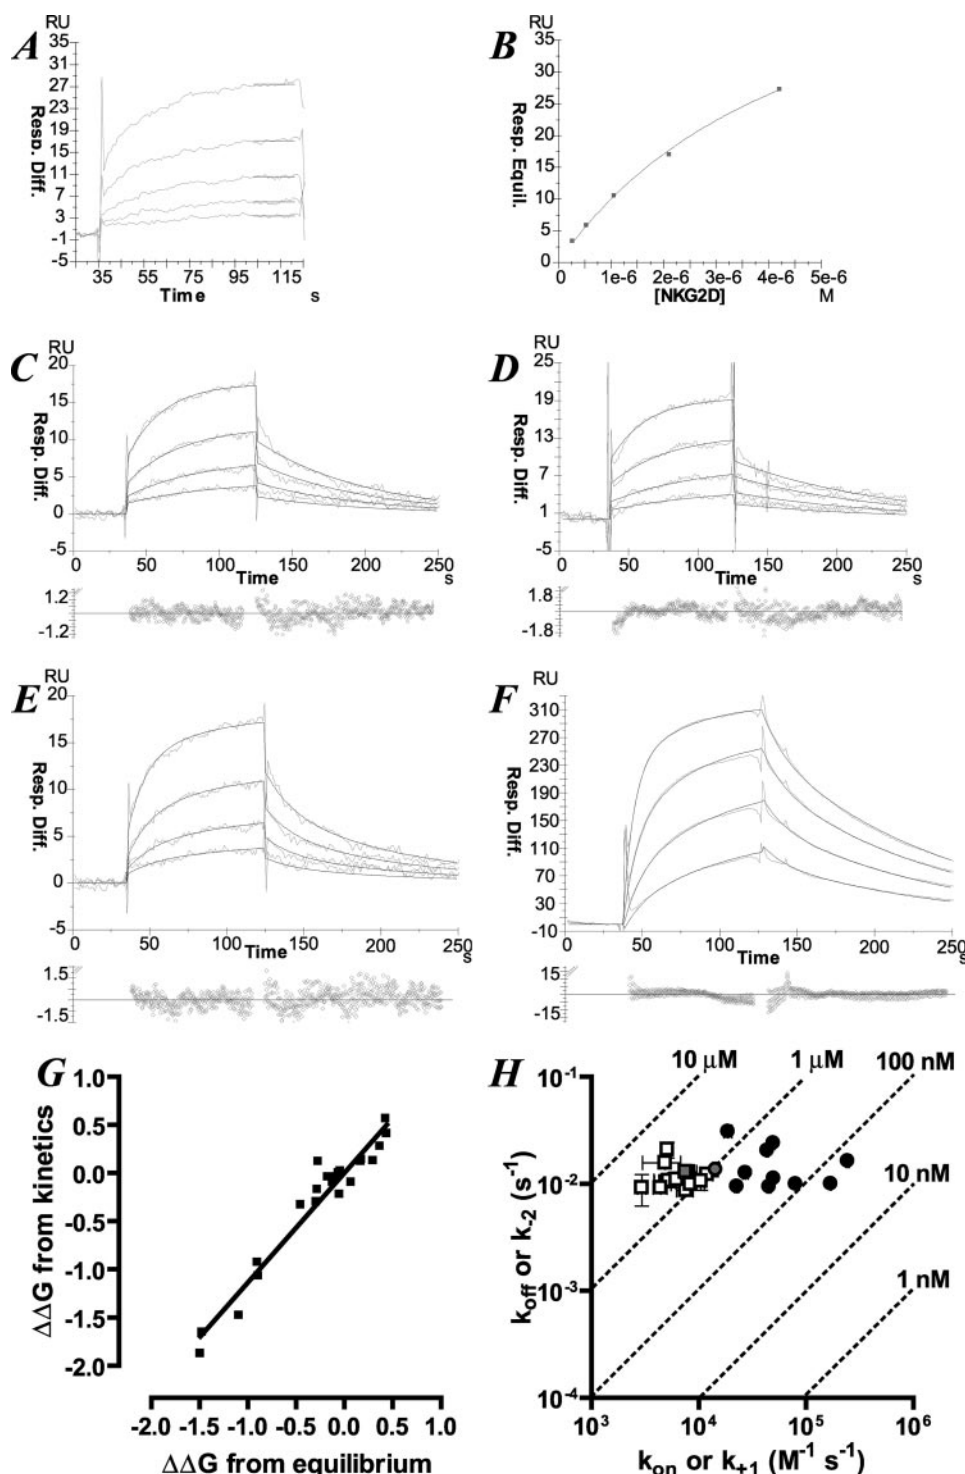 A
RU
35
31
27
23
19
15
11
7
3
-1
-5
Resp. Diff.
35 55 75 95 115
Time s
B
RU
35
30
25
20
15
10
5
0
Resp. Equil.
0 1e-6 2e-6 3e-6 4e-6 5e-6
[NKG2D] M
C
RU
20
15
10
5
0
-5
Resp. Diff.
0 50 100 150 200 250
Time s
1.2
-1.2
D
RU
25
19
13
7
1
-5
Resp. Diff.
0 50 100 150 200 250
Time s
1.8
-1.8
E
RU
20
15
10
5
0
-5
Resp. Diff.
0 50 100 150 200 250
Time s
1.5
-1.5
F
RU
310
270
230
190
150
110
70
30
-10
Resp. Diff.
0 50 100 150 200 250
Time s
15
-15
G
1.0
0.5
0.0
-0.5
-1.0
-1.5
-2.0
ΔΔG from kinetics
-2.0 -1.5 -1.0 -0.5 0.0 0.5 1.0
ΔΔG from equilibrium
H
10 μM 1 μM 100 nM
10 nM
1 nM
10⁻¹
10⁻²
10⁻³
10⁻⁴
k_off or k_-2 (s⁻¹)
10³ 10⁴ 10⁵ 10⁶
k_on or k_+1 (M⁻¹ s⁻¹)